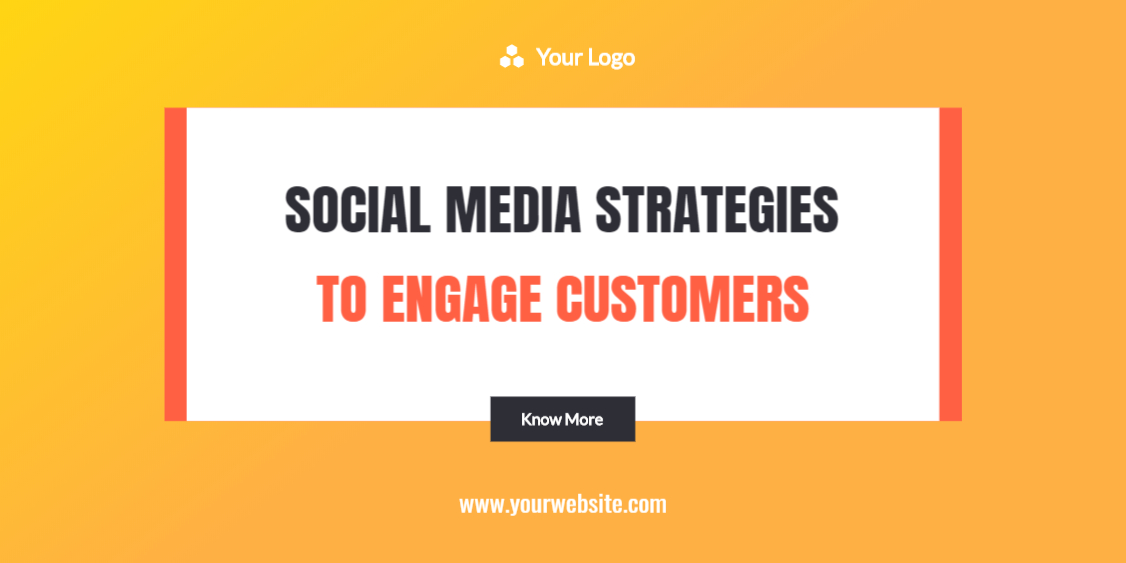 Your Logo
SOCIAL MEDIA STRATEGIES
TO ENGAGE CUSTOMERS
Know More
www.yourwebsite.com